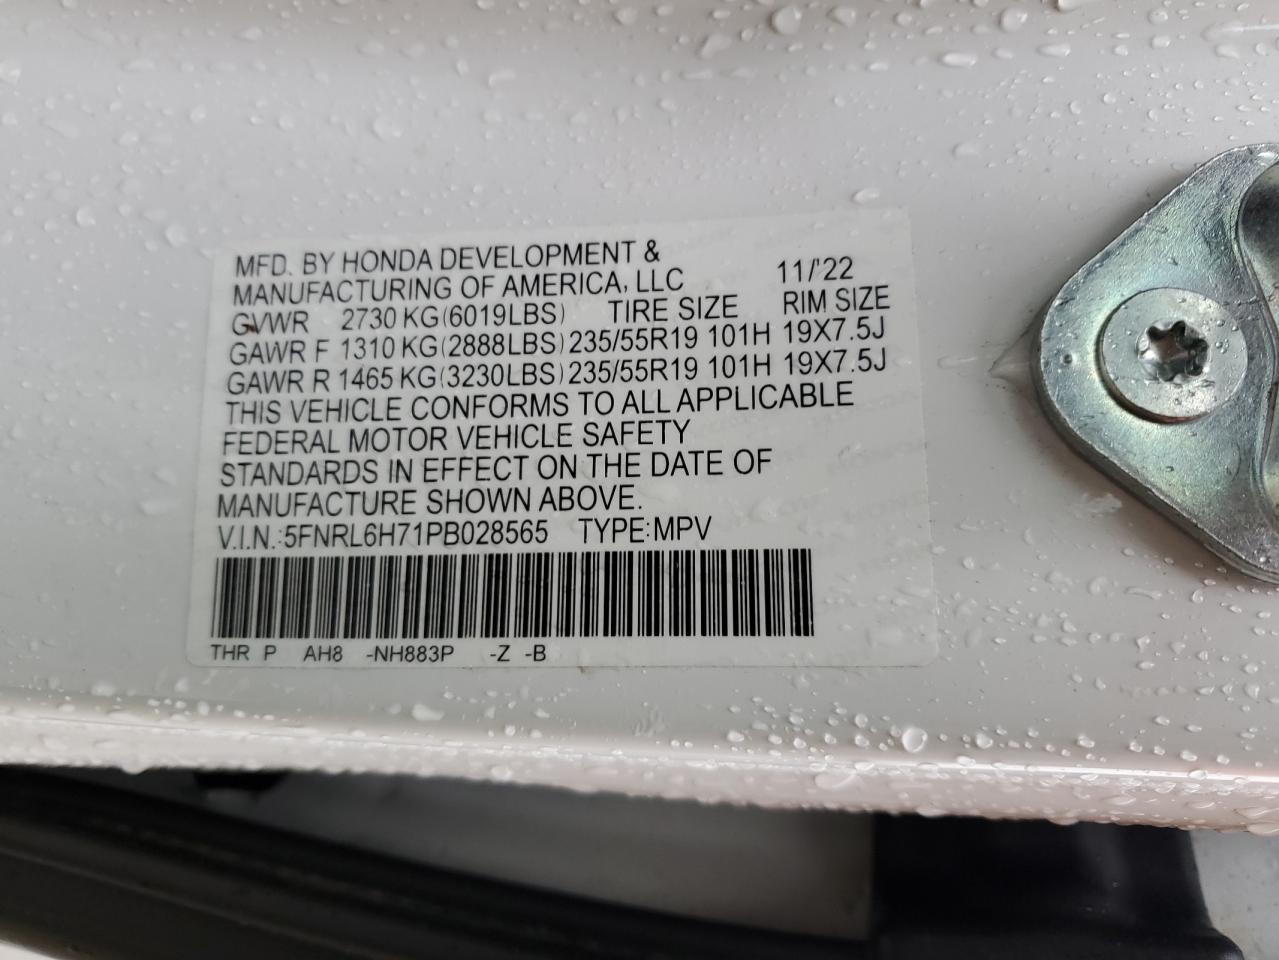 MFD. BY HONDA DEVELOPMENT &
MANUFACTURING OF AMERICA, LLC 11/'22
GVWR 2730 KG(6019LBS) TIRE SIZE RIM SIZE
GAWR F 1310 KG(2888LBS) 235/55R19 101H 19X7.5J
GAWR R 1465 KG(3230LBS) 235/55R19 101H 19X7.5J
THIS VEHICLE CONFORMS TO ALL APPLICABLE
FEDERAL MOTOR VEHICLE SAFETY
STANDARDS IN EFFECT ON THE DATE OF
MANUFACTURE SHOWN ABOVE.
V.I.N.:5FNRL6H71PB028565 TYPE:MPV
THR P AH8 -NH883P -Z -B